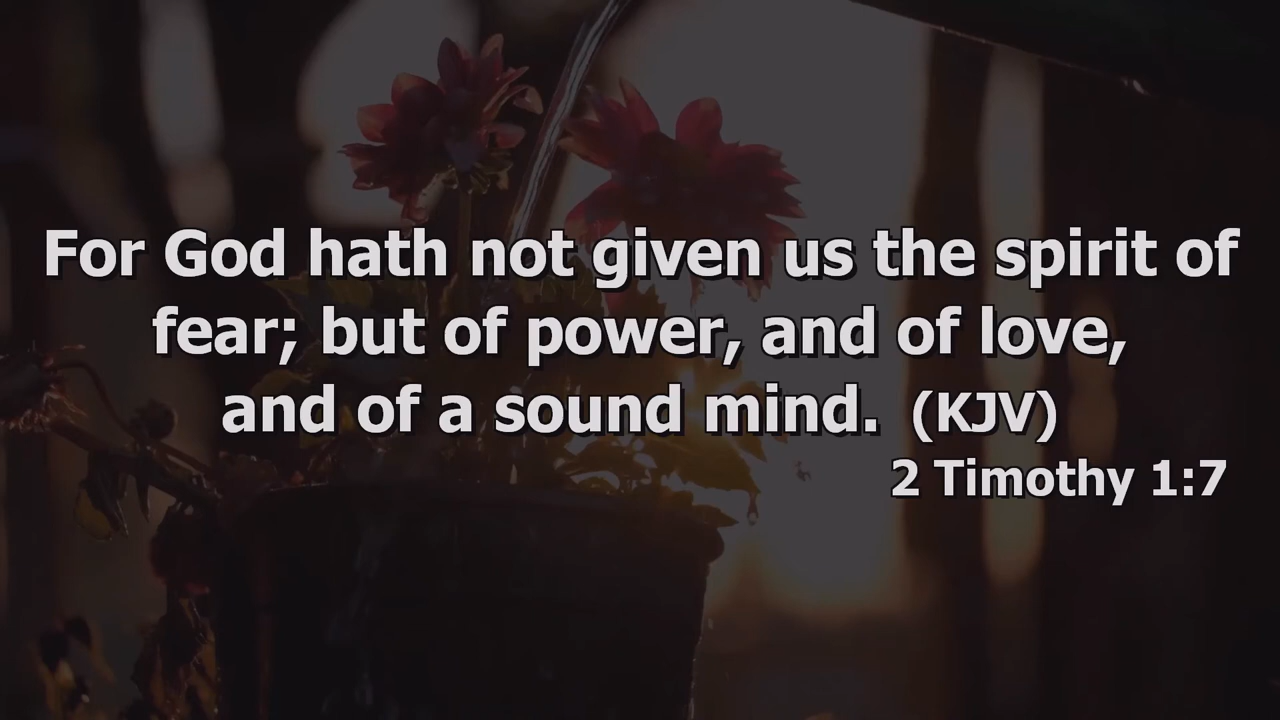 For God hath not given us the spirit of
fear; but of power, and of love,
and of a sound mind. (KJV)
2 Timothy 1:7